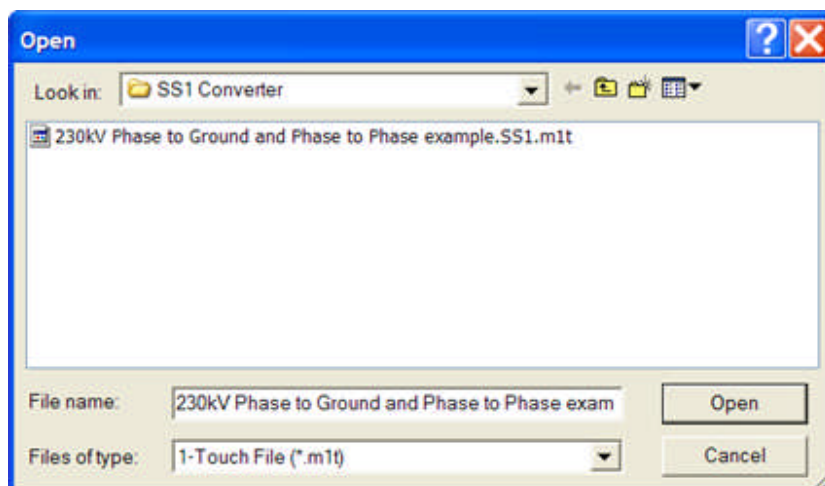 Open
Look in: SS1 Converter
230kV Phase to Ground and Phase to Phase example.SS1.m1t
File name: 230kV Phase to Ground and Phase to Phase exam Open
Files of type: 1-Touch File (*.m1t) Cancel